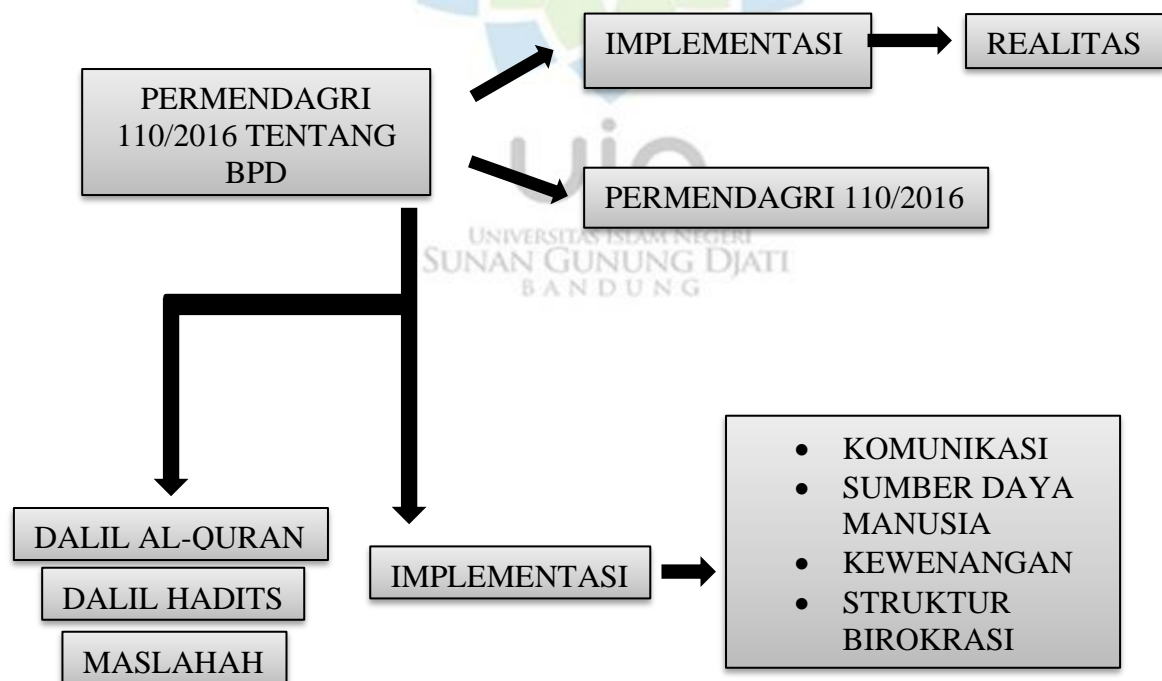 IMPLEMENTASI
REALITAS
PERMENDAGRI
110/2016 TENTANG
BPD
PERMENDAGRI 110/2016
uin
UNIVERSITAS ISLAM NEGERI
SUNAN GUNUNG DJATI
BANDUNG
DALIL AL-QURAN
DALIL HADITS
MASLAHAH
IMPLEMENTASI
• KOMUNIKASI
• SUMBER DAYA
MANUSIA
• KEWENANGAN
• STRUKTUR
BIROKRASI